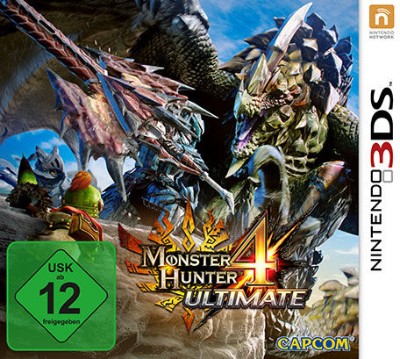 NINTENDO
NETWORK
NINTENDO 3DS
MONSTER
HUNTER 4
ULTIMATE
USK
ab
12
freigegeben
CAPCOM